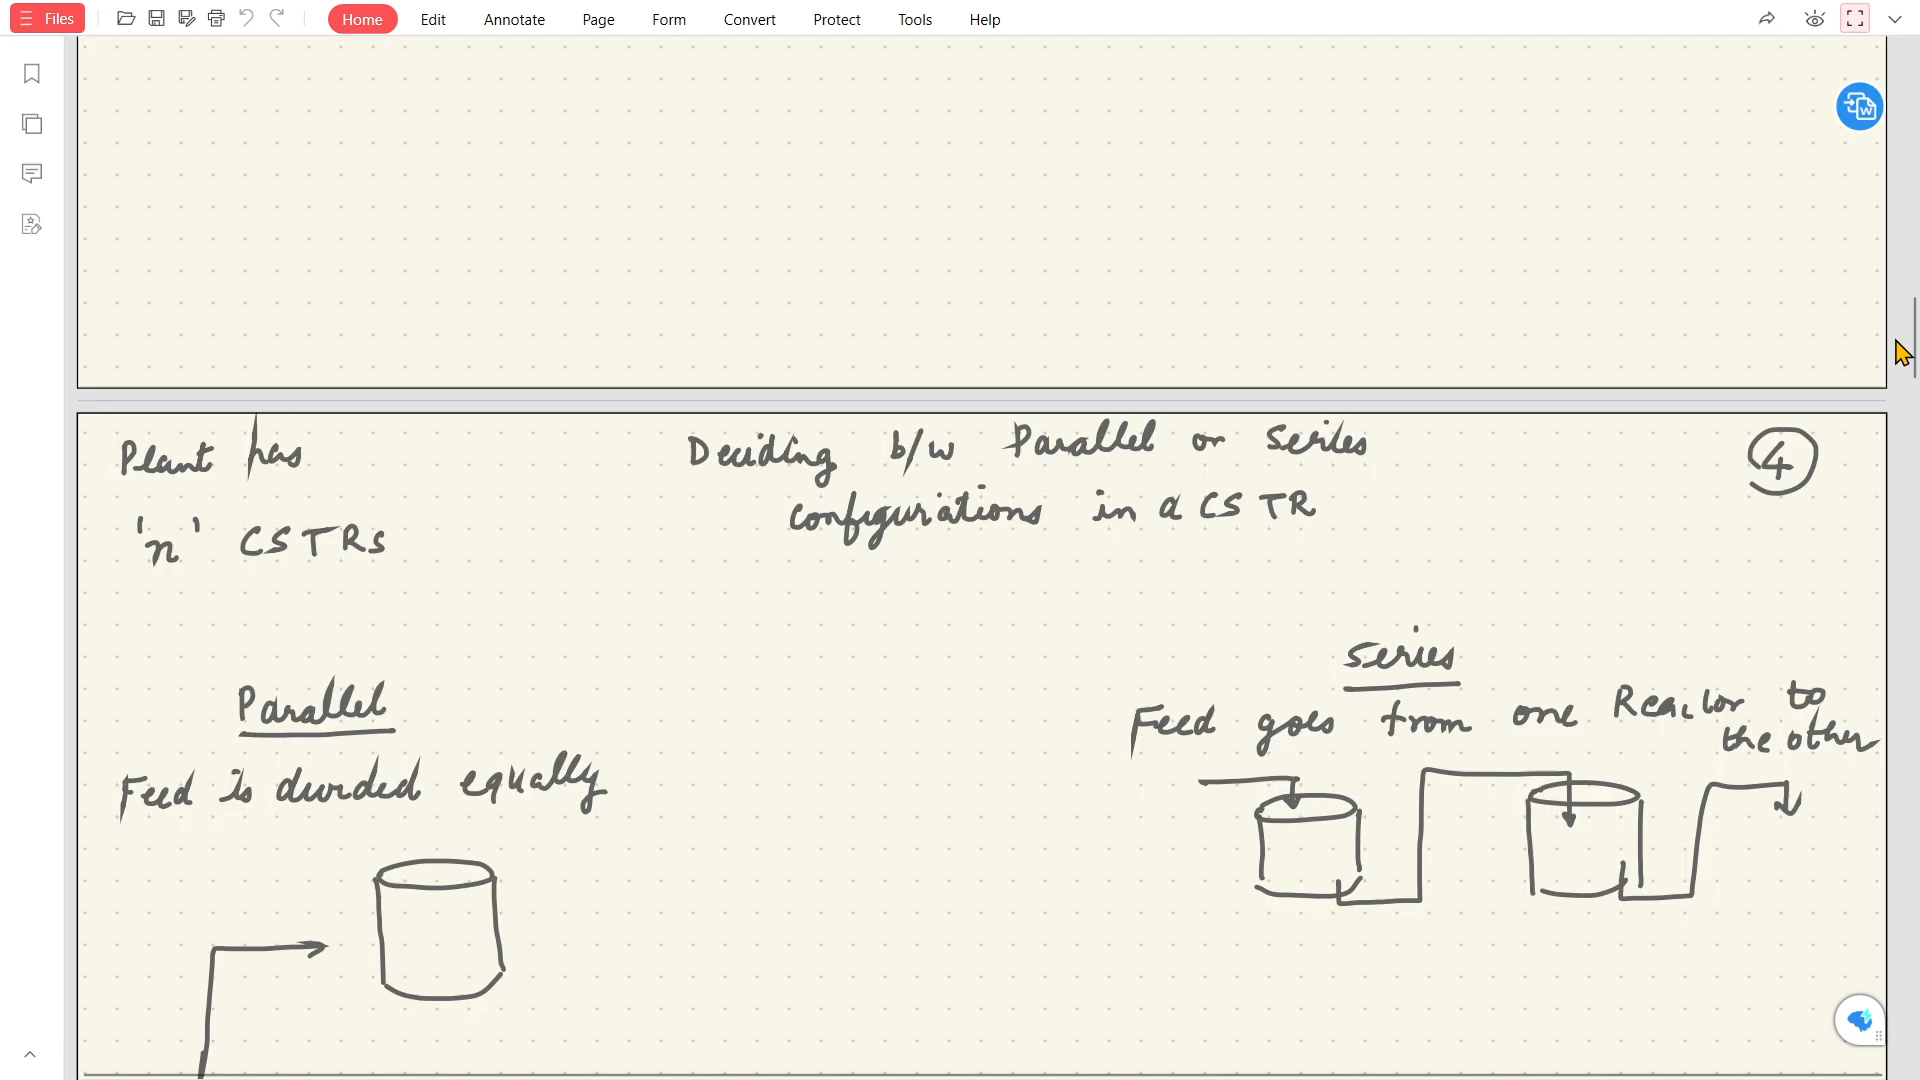 Files
Home Edit Annotate Page Form Convert Protect Tools Help
Plant has
'n' CSTRs
Deciding b/w Parallel or Series
configurations in a CSTR
4
Parallel
Feed is divided equally
Series
Feed goes from one Reactor to
the other